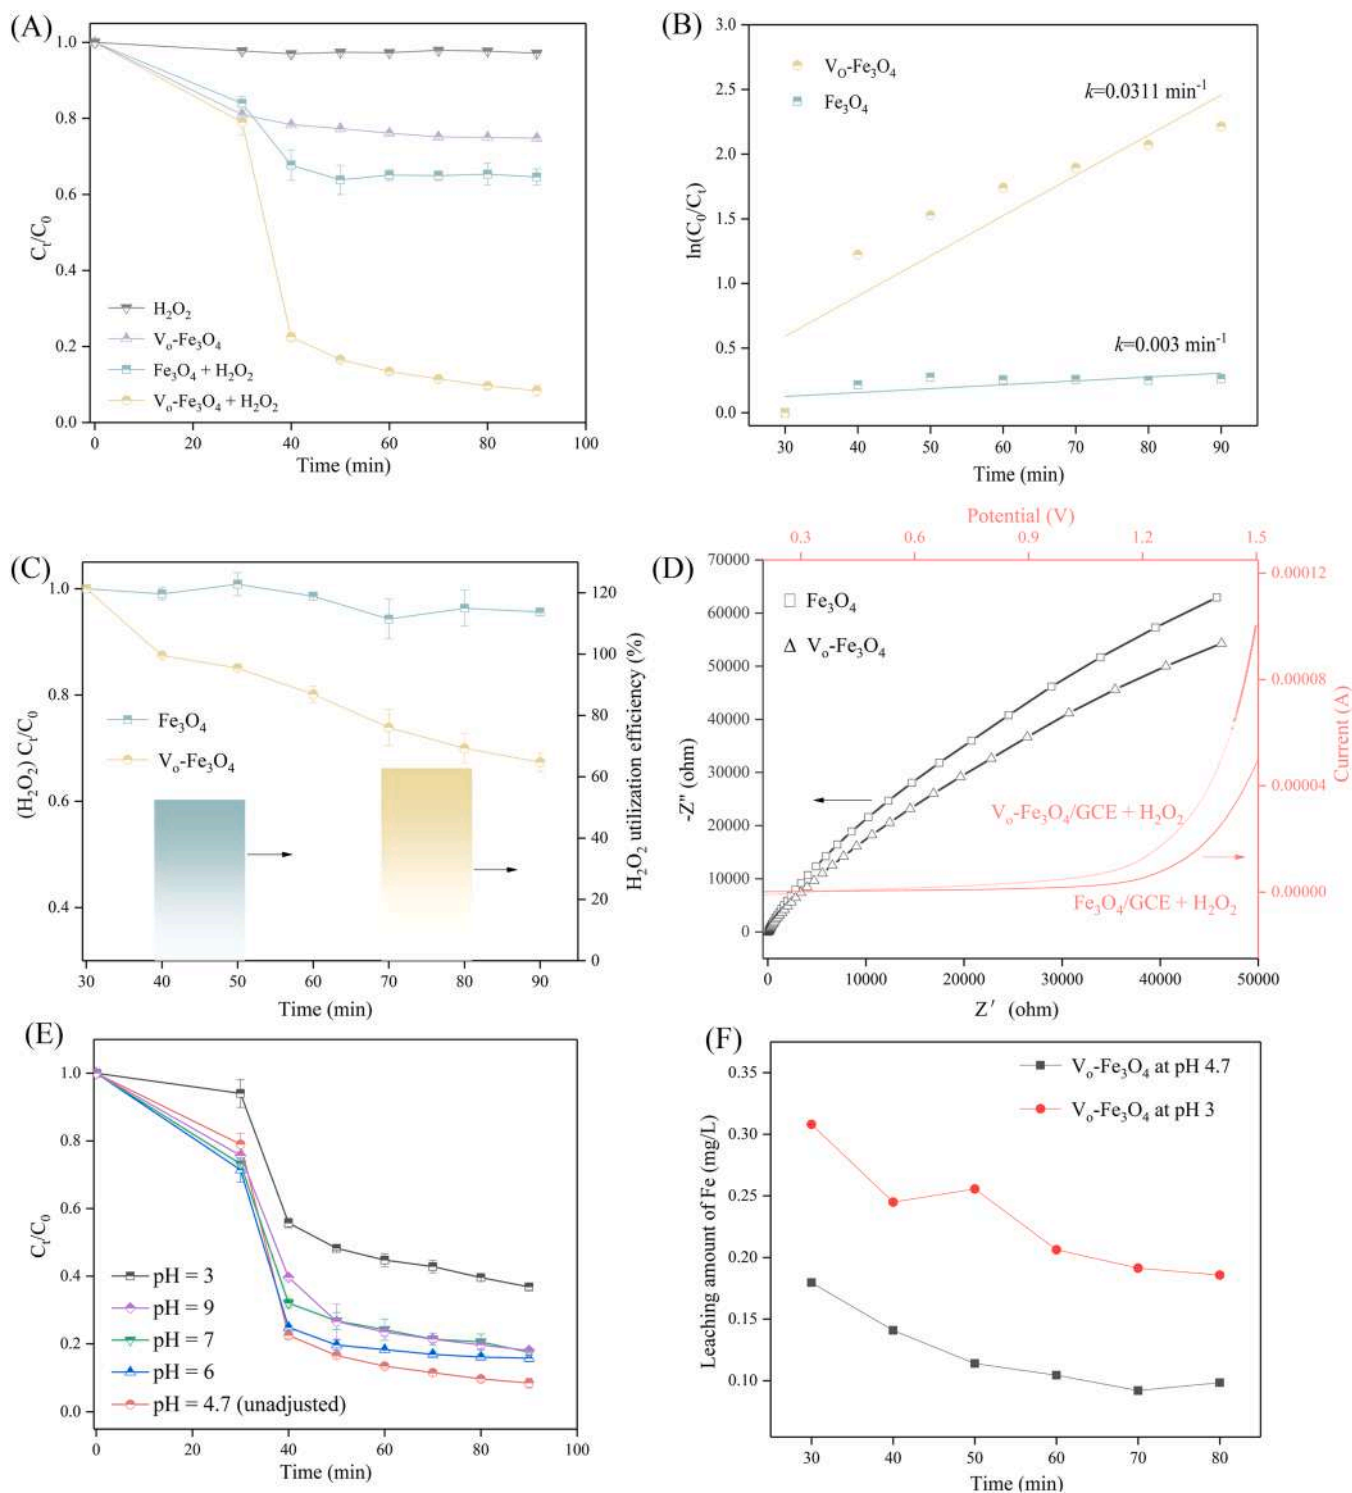 (A)
1.0
0.8
0.6
0.4
0.2
0.0
Cₜ/C₀
H₂O₂
Vₒ-Fe₃O₄
Fe₃O₄ + H₂O₂
Vₒ-Fe₃O₄ + H₂O₂
0 20 40 60 80 100
Time (min)
(B)
3.0
2.5
2.0
1.5
1.0
0.5
0.0
ln(C₀/Cₜ)
V_O-Fe₃O₄
Fe₃O₄
k=0.0311 min⁻¹
k=0.003 min⁻¹
30 40 50 60 70 80 90
Time (min)
(C)
1.0
0.8
0.6
0.4
(H₂O₂) Cₜ/C₀
Fe₃O₄
Vₒ-Fe₃O₄
120
100
80
60
40
20
0
H₂O₂ utilization efficiency (%)
30 40 50 60 70 80 90
Time (min)
Potential (V)
0.3 0.6 0.9 1.2 1.5
(D)
70000
60000
50000
40000
30000
20000
10000
0
-Z" (ohm)
Fe₃O₄
Vₒ-Fe₃O₄
Vₒ-Fe₃O₄/GCE + H₂O₂
Fe₃O₄/GCE + H₂O₂
0.00012
0.00008
0.00004
0.00000
Current (A)
0 10000 20000 30000 40000 50000
Z′ (ohm)
(E)
1.0
0.8
0.6
0.4
0.2
0.0
Cₜ/C₀
pH = 3
pH = 9
pH = 7
pH = 6
pH = 4.7 (unadjusted)
0 20 40 60 80 100
Time (min)
(F)
0.35
0.30
0.25
0.20
0.15
0.10
Leaching amount of Fe (mg/L)
Vₒ-Fe₃O₄ at pH 4.7
Vₒ-Fe₃O₄ at pH 3
30 40 50 60 70 80
Time (min)